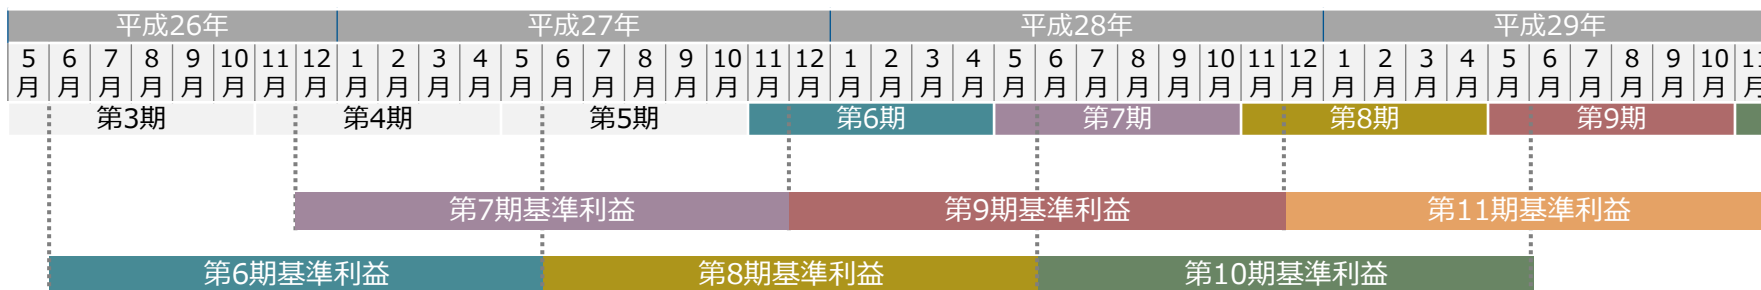 平成26年 平成27年 平成28年 平成29年
5月 6月 7月 8月 9月 10月 11月 12月 1月 2月 3月 4月 5月 6月 7月 8月 9月 10月 11月 12月 1月 2月 3月 4月 5月 6月 7月 8月 9月 10月 11月 12月 1月 2月 3月 4月 5月 6月 7月 8月 9月 10月 11月
第3期 第4期 第5期 第6期 第7期 第8期 第9期
第7期基準利益 第9期基準利益 第11期基準利益
第6期基準利益 第8期基準利益 第10期基準利益